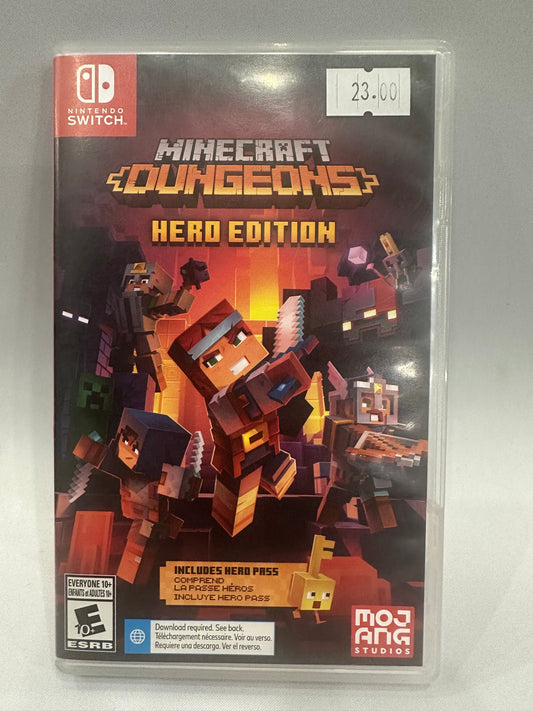 NINTENDO
SWITCH™
23.00
MINECRAFT
DUNGEONS
HERO EDITION
INCLUDES HERO PASS
COMPREND
LA PASSE HÉROS
INCLUYE HERO PASS
EVERYONE 10+
ENFANTS et ADULTES 10+
E
10+
ESRB
Download required. See back.
Téléchargement nécessaire. Voir au verso.
Requiere una descarga. Ver el reverso.
MOJ
ANG
STUDIOS